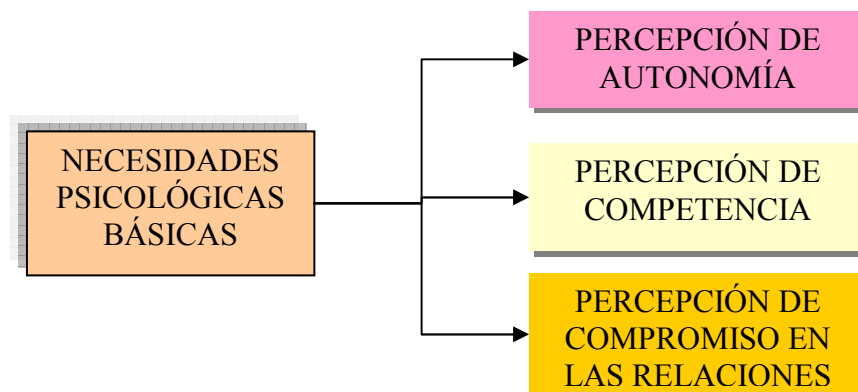 NECESIDADES
PSICOLÓGICAS
BÁSICAS
PERCEPCIÓN DE
AUTONOMÍA
PERCEPCIÓN DE
COMPETENCIA
PERCEPCIÓN DE
COMPROMISO EN
LAS RELACIONES